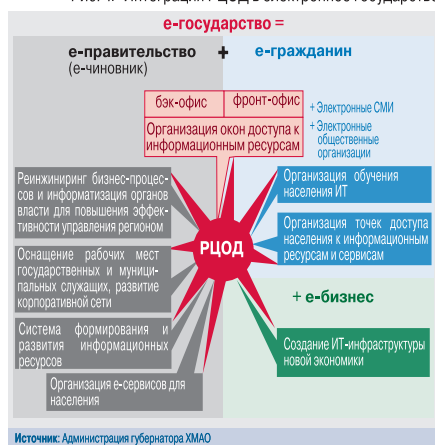 е-государство =
е-правительство + е-гражданин
(е-чиновник)
бэк-офис фронт-офис
Организация окон доступа к
информационным ресурсам
+ Электронные СМИ
+ Электронные
общественные
организации
Реинжиниринг бизнес-процес-
сов и информатизация органов
власти для повышения эффек-
тивности управления регионом
Организация обучения
населения ИТ
РЦОД
Организация точек доступа
населения к информационным
ресурсам и сервисам
Оснащение рабочих мест
государственных и муници-
пальных служащих, развитие
корпоративной сети
+ е-бизнес
Система формирования и
развития информационных
ресурсов
Создание ИТ-инфраструктуры
новой экономики
Организация е-сервисов для
населения
Источник: Администрация губернатора ХМАО